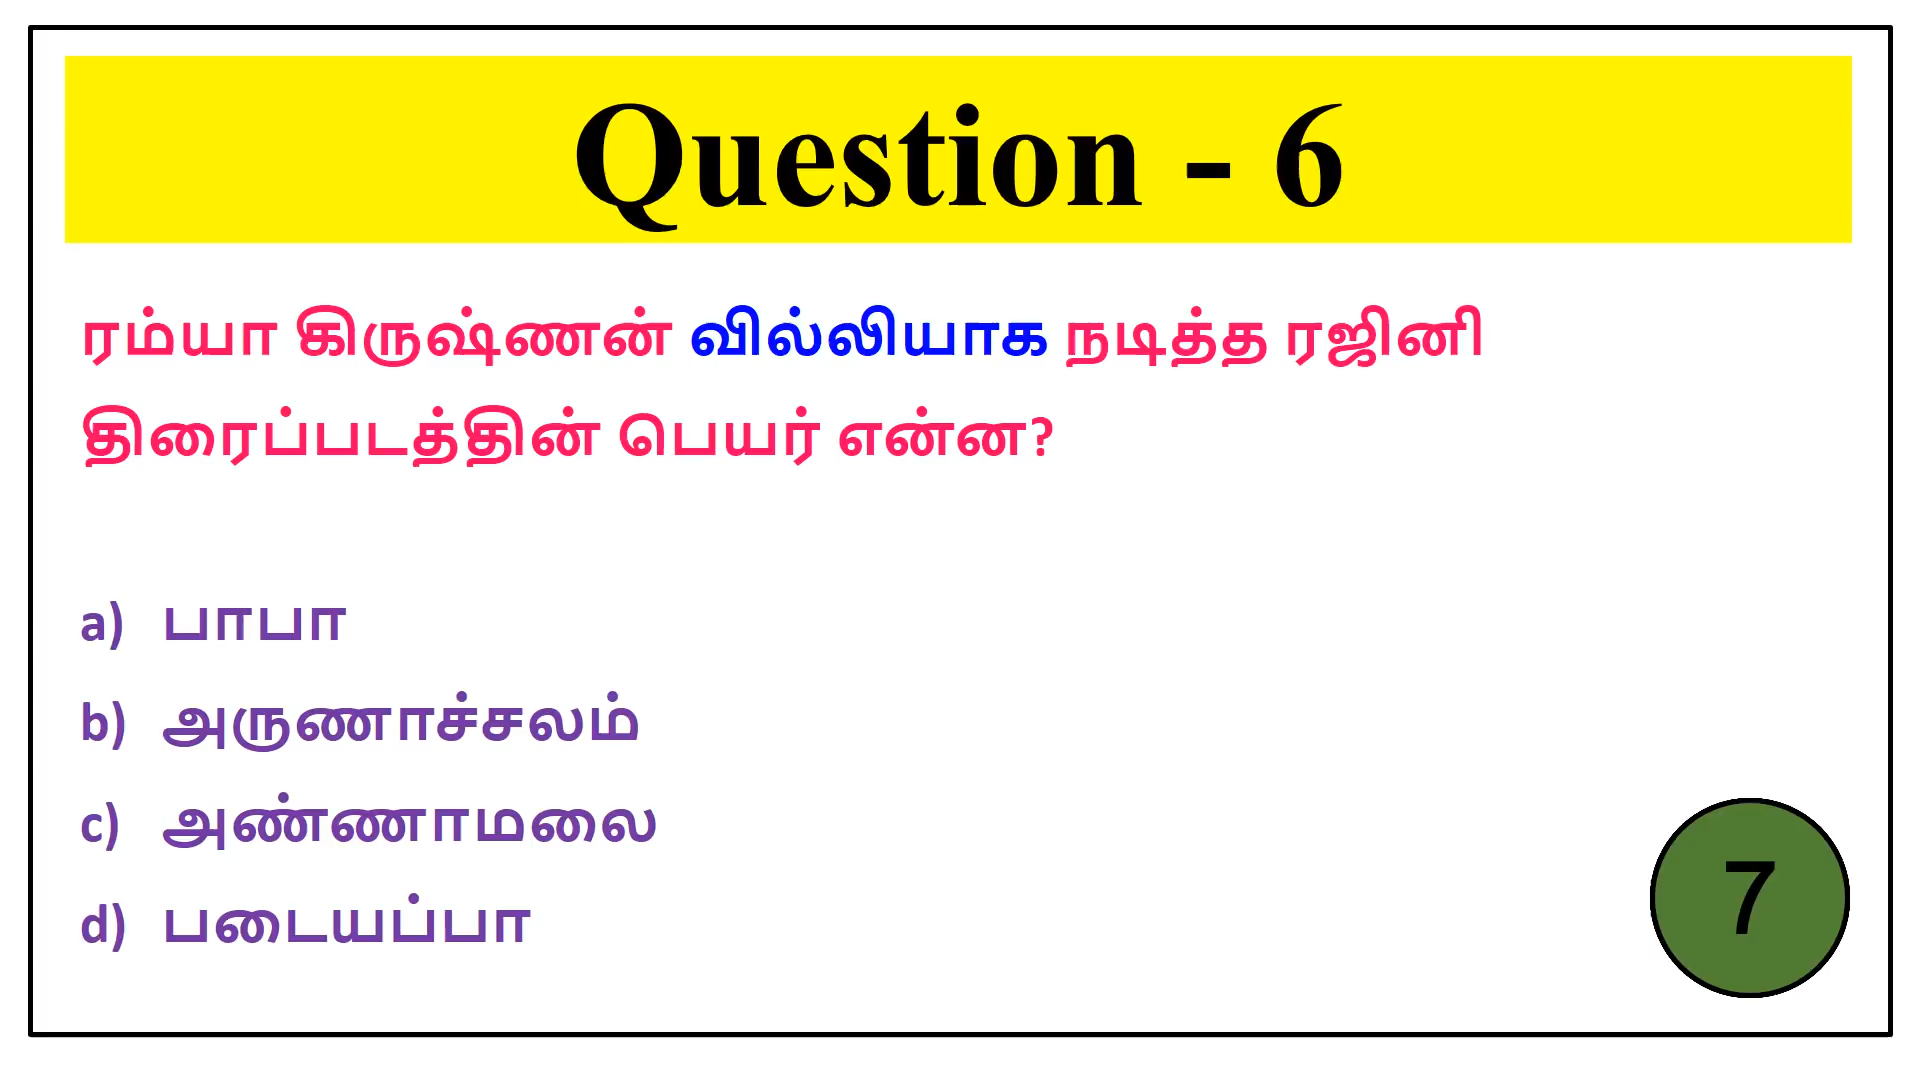 Question - 6
ரம்யா கிருஷ்ணன் வில்லியாக நடித்த ரஜினி
திரைப்படத்தின் பெயர் என்ன?
a) பாபா
b) அருணாச்சலம்
c) அண்ணாமலை
d) படையப்பா
7